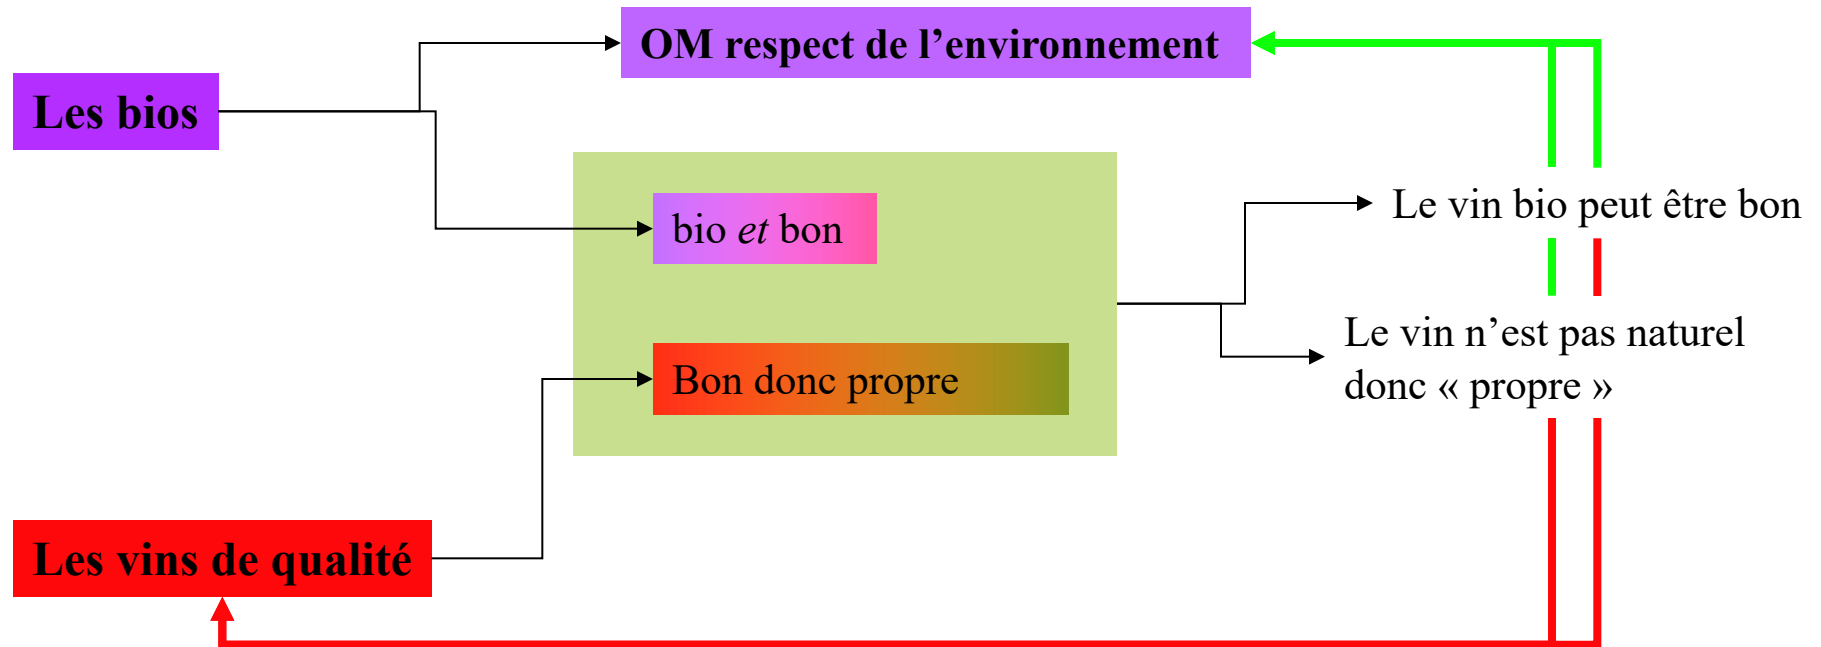 OM respect de l’environnement
Les bios
bio et bon
Le vin bio peut être bon
Le vin n’est pas naturel
donc « propre »
Bon donc propre
Les vins de qualité